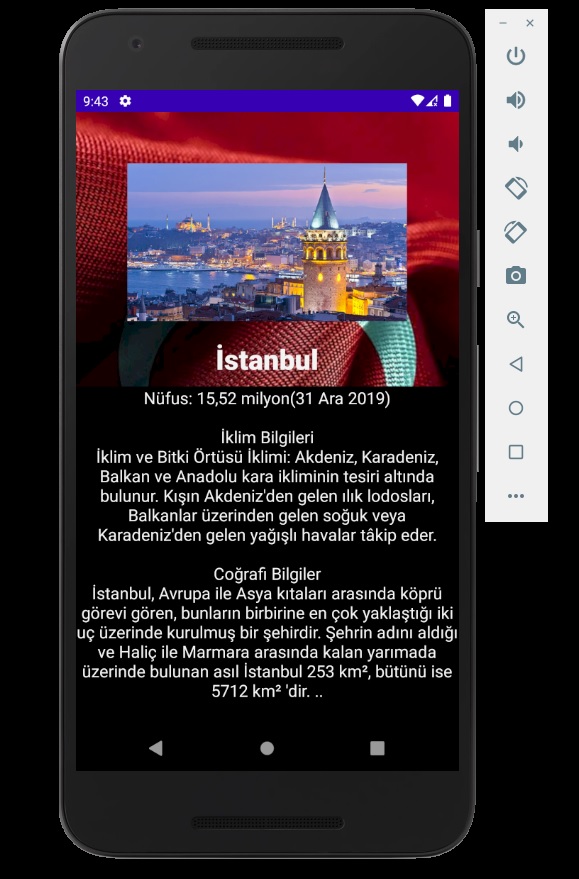 9:43
İstanbul
Nüfus: 15,52 milyon(31 Ara 2019)
İklim Bilgileri
İklim ve Bitki Örtüsü İklimi: Akdeniz, Karadeniz,
Balkan ve Anadolu kara ikliminin tesiri altında
bulunur. Kışın Akdeniz'den gelen ılık lodosları,
Balkanlar üzerinden gelen soğuk veya
Karadeniz'den gelen yağışlı havalar tâkip eder.
Coğrafi Bilgiler
İstanbul, Avrupa ile Asya kıtaları arasında köprü
görevi gören, bunların birbirine en çok yaklaştığı iki
uç üzerinde kurulmuş bir şehirdir. Şehrin adını aldığı
ve Haliç ile Marmara arasında kalan yarımada
üzerinde bulunan asıl İstanbul 253 km², bütünü ise
5712 km² 'dir. ..